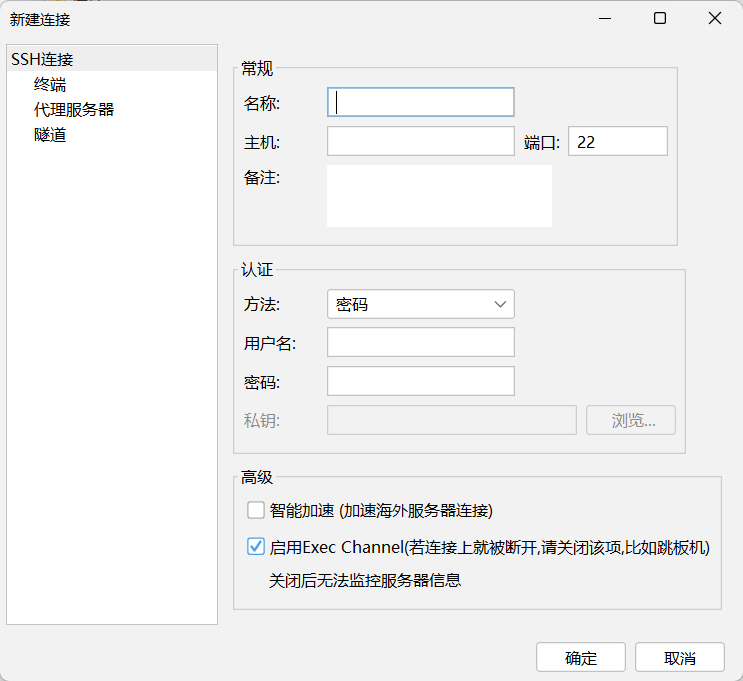 新建连接
SSH连接
终端
代理服务器
隧道
常规
名称:
主机:
端口: 22
备注:
认证
方法: 密码
用户名:
密码:
私钥: 浏览...
高级
智能加速 (加速海外服务器连接)
启用Exec Channel(若连接上就被断开,请关闭该项,比如跳板机)
关闭后无法监控服务器信息
确定 取消